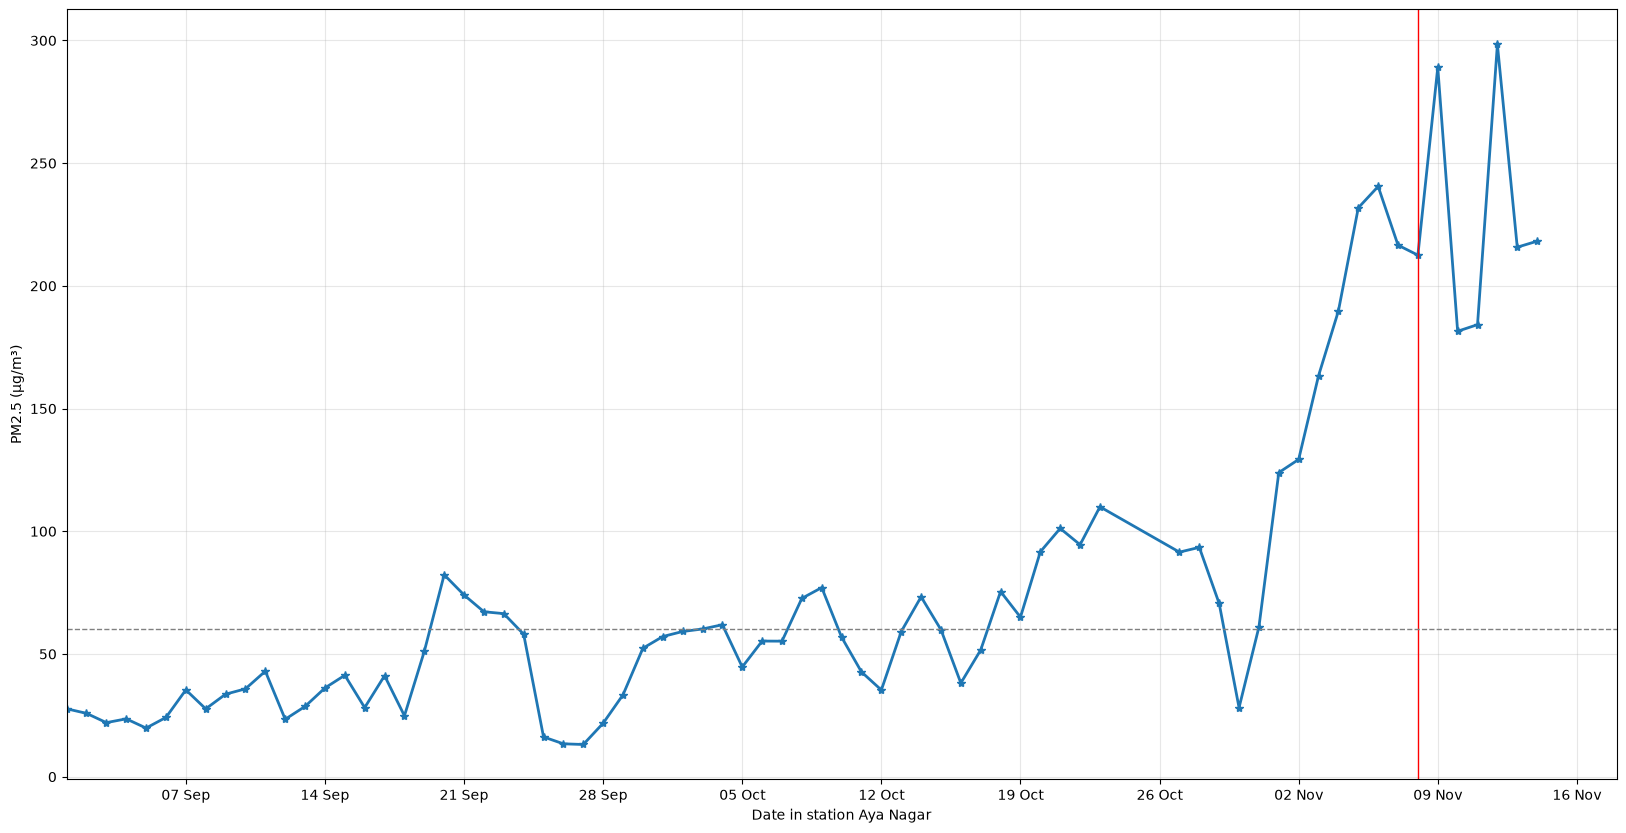 300
250
200
150
100
50
0
PM2.5 (µg/m³)
07 Sep
14 Sep
21 Sep
28 Sep
05 Oct
12 Oct
19 Oct
26 Oct
02 Nov
09 Nov
16 Nov
Date in station Aya Nagar